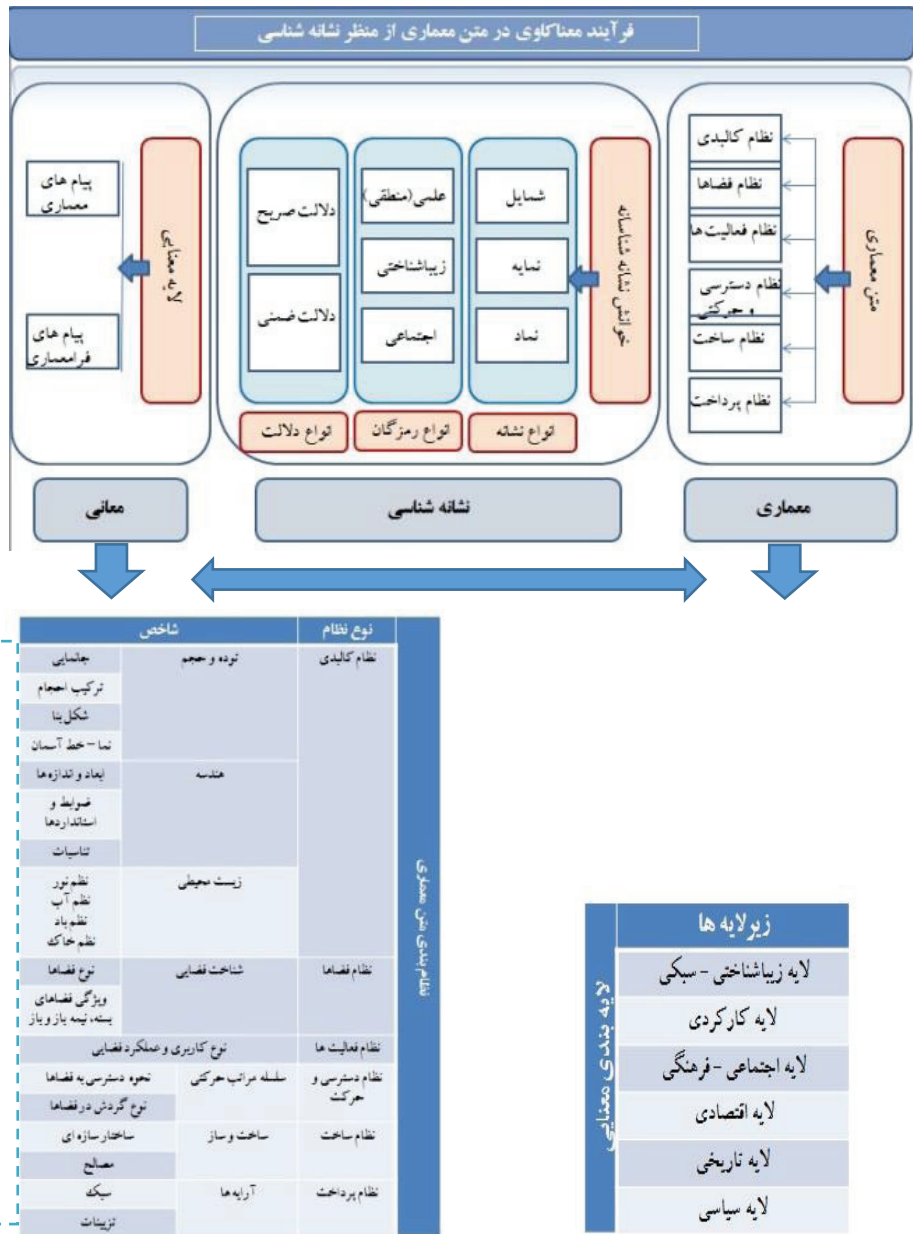 فرآیند معناکاوی در متن معماری از منظر نشانه شناسی
متن معماری
نظام کالبدی
نظام فضاها
نظام فعالیت ها
نظام دسترسی
و حرکتی
نظام ساخت
نظام پرداخت
معماری
خوانش نشانه شناسانه
شمایل
نمایه
نماد
انواع نشانه
علمی(منطقی)
زیباشناختی
اجتماعی
انواع رمزگان
دلالت صریح
دلالت ضمنی
انواع دلالت
نشانه شناسی
لایه معنایی
پیام های
معماری
پیام های
فرامعماری
معانی
نظام بندی متن معماری
نوع نظام
شاخص
نظام کالبدی
توده و حجم
جانمایی
ترکیب احجام
شکل بنا
نما – خط آسمان
هندسه
ابعاد و ندازه ها
ضوابط و
استانداردها
تناسبات
زیست محیطی
نظم نور
نظم آب
نظم باد
نظم خاک
نظام فضاها
شناخت فضایی
نوع فضاها
ویژگی فضاهای
بسته، نیمه باز و باز
نظام فعالیت ها
نوع کاربری و عملکرد فضایی
نظام دسترسی و
حرکت
سلسله مراتب حرکتی
نحوه دسترسی به فضاها
نوع گردش در فضاها
نظام ساخت
ساخت و ساز
ساختار سازه ای
مصالح
نظام پرداخت
آرایه ها
سبک
تزیینات
زیرلایه ها
لایه بندی معنایی
لایه زیباشناختی – سبکی
لایه کارکردی
لایه اجتماعی – فرهنگی
لایه اقتصادی
لایه تاریخی
لایه سیاسی